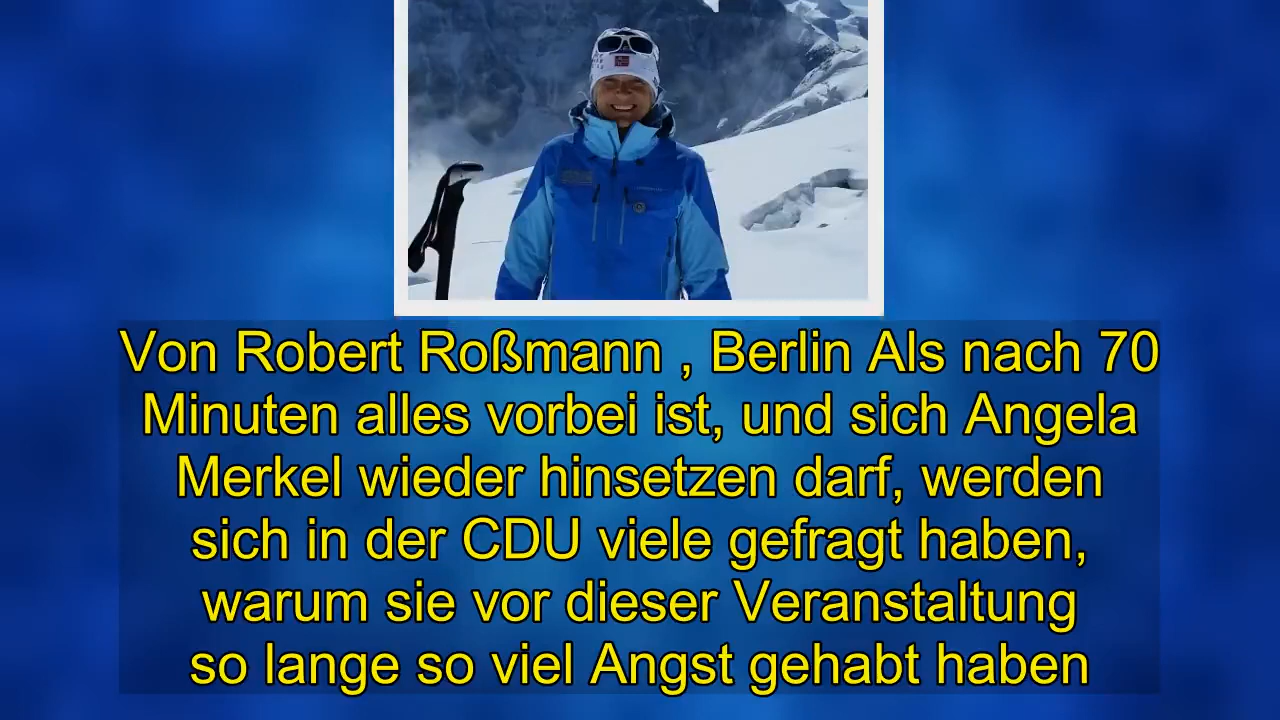 Von Robert Roßmann , Berlin Als nach 70
Minuten alles vorbei ist, und sich Angela
Merkel wieder hinsetzen darf, werden
sich in der CDU viele gefragt haben,
warum sie vor dieser Veranstaltung
so lange so viel Angst gehabt haben